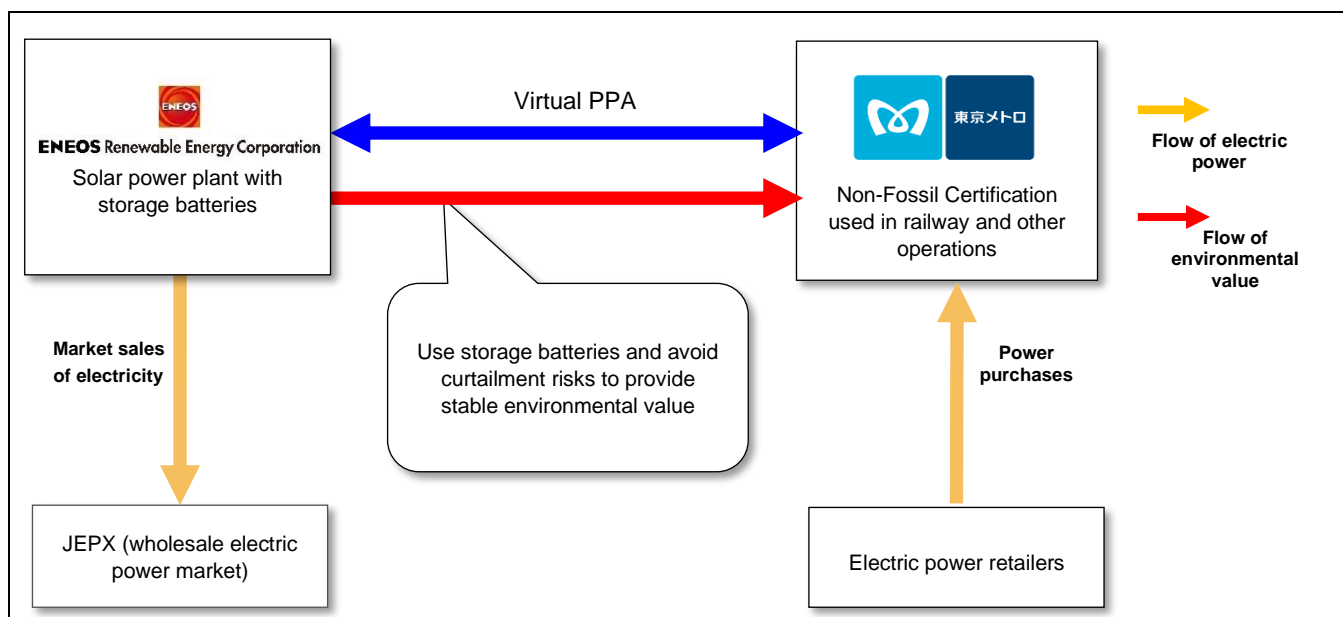 ENEOS
ENEOS Renewable Energy Corporation
Solar power plant with
storage batteries
Virtual PPA
東京メトロ
Non-Fossil Certification
used in railway and other
operations
Flow of electric
power
Flow of
environmental
value
Market sales
of electricity
Use storage batteries and avoid
curtailment risks to provide
stable environmental value
Power
purchases
JEPX (wholesale electric
power market)
Electric power retailers